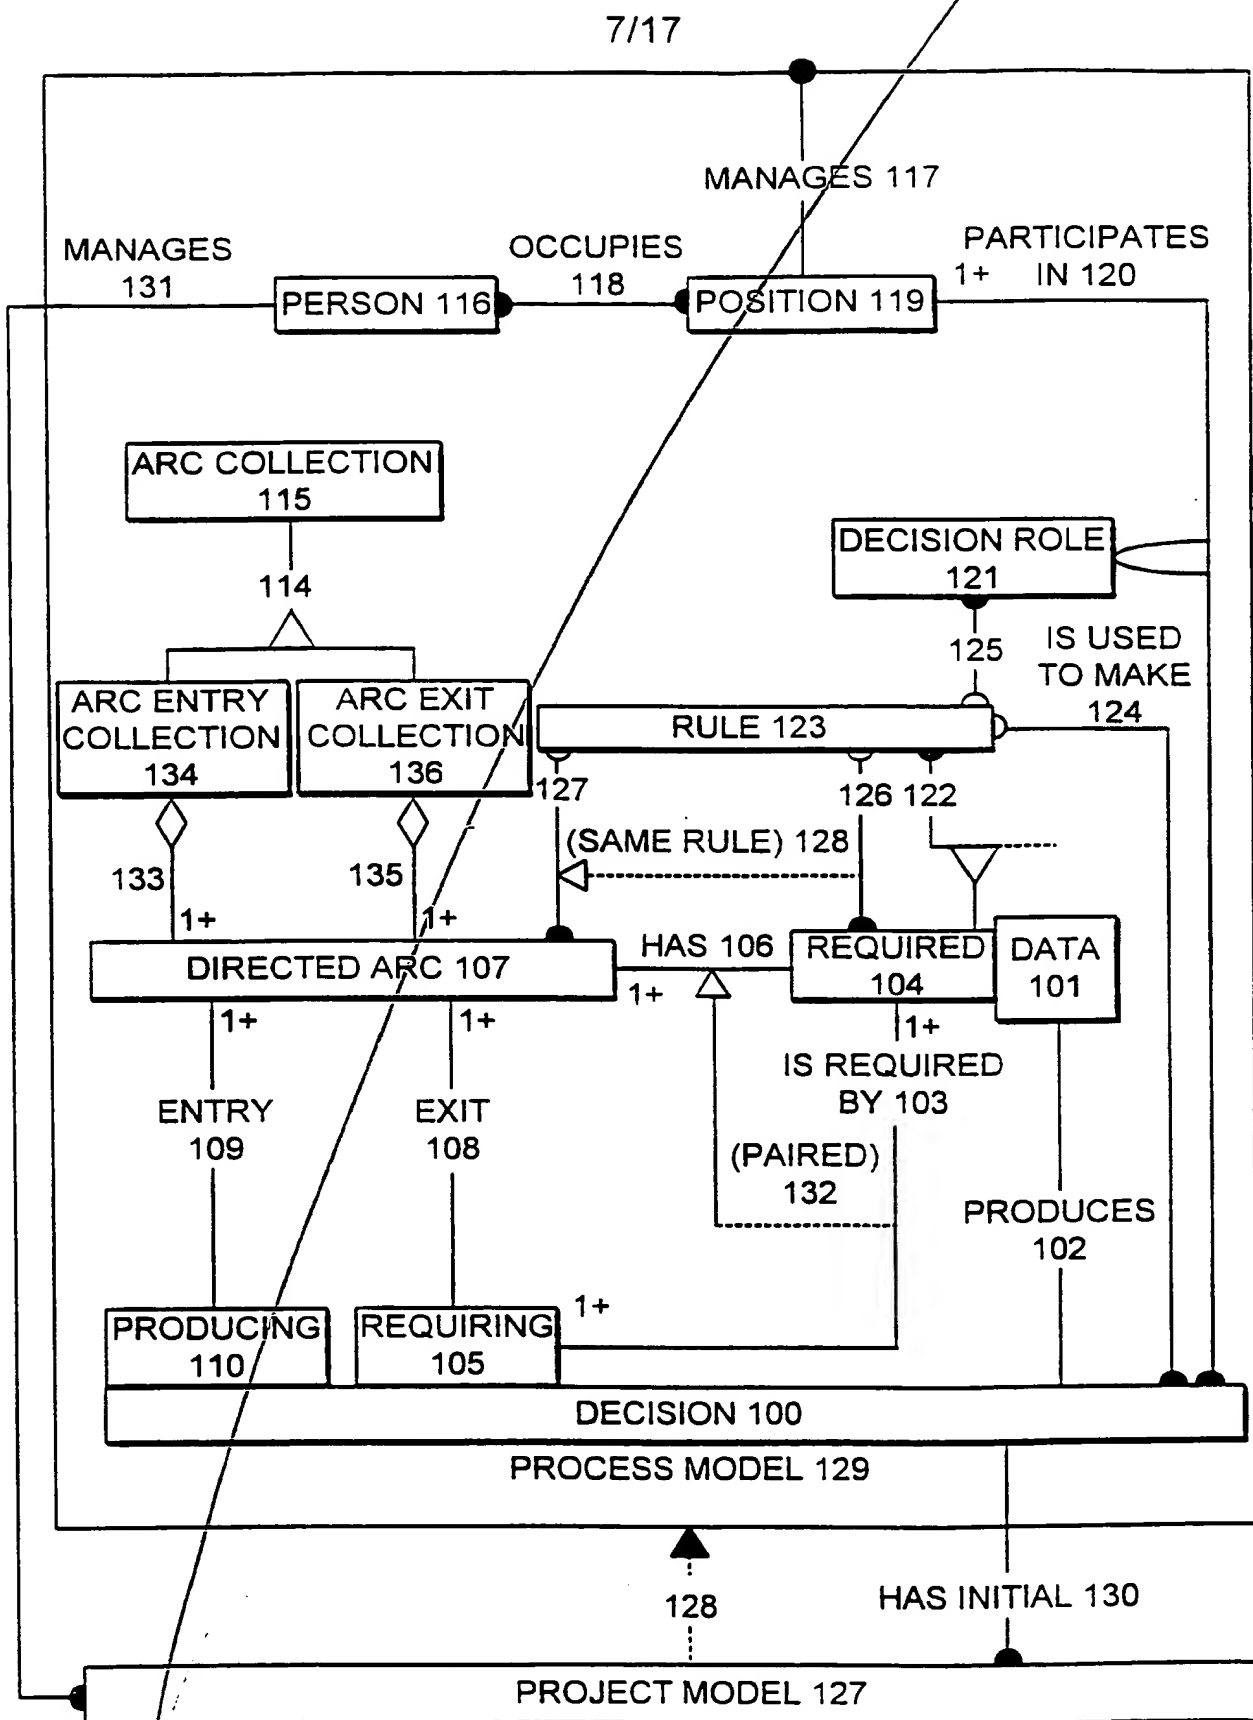 7/17
MANAGES 117
MANAGES
131
OCCUPIES
118
PARTICIPATES
IN 120
1+
PERSON 116
POSITION 119
ARC COLLECTION
115
114
DECISION ROLE
121
125
IS USED
TO MAKE
124
ARC ENTRY
COLLECTION
134
ARC EXIT
COLLECTION
136
RULE 123
127
126
122
(SAME RULE) 128
133
135
1+
1+
DIRECTED ARC 107
HAS 106
1+
REQUIRED
104
DATA
101
1+
1+
1+
IS REQUIRED
BY 103
ENTRY
109
EXIT
108
(PAIRED)
132
PRODUCES
102
1+
PRODUCING
110
REQUIRING
105
DECISION 100
PROCESS MODEL 129
128
HAS INITIAL 130
PROJECT MODEL 127